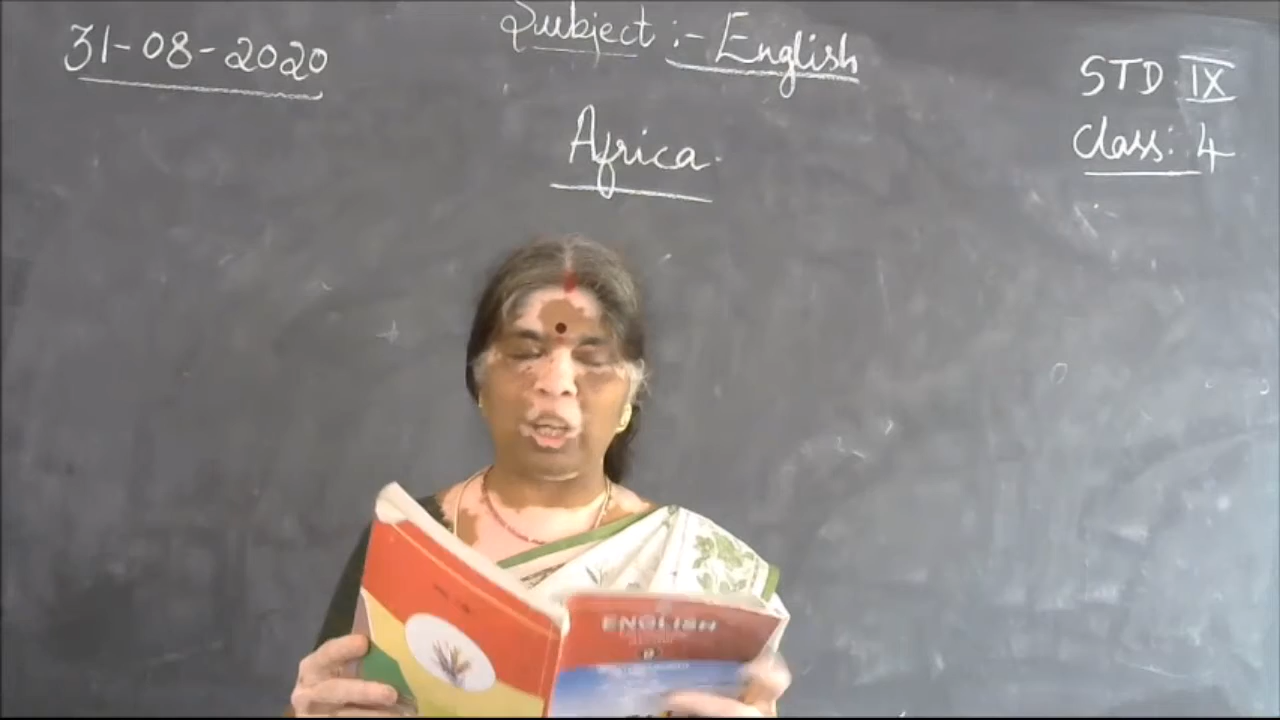 31-08-2020
Subject :- English
STD IX
Class: 4
Africa.
ENGLISH